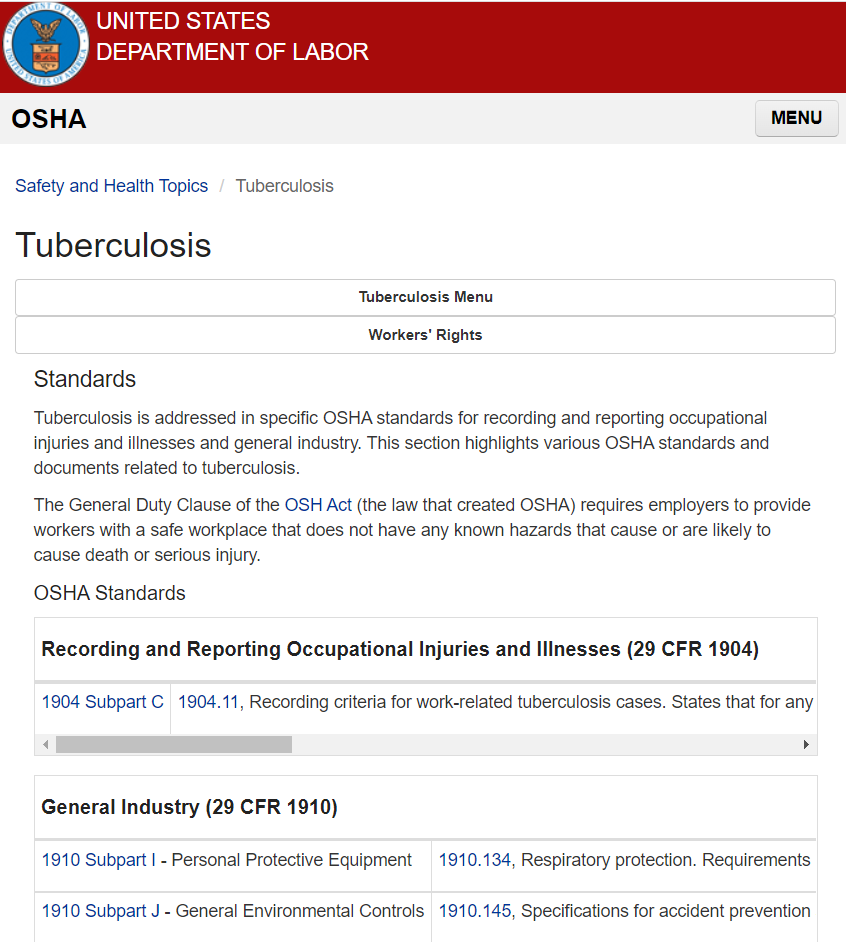 UNITED STATES
DEPARTMENT OF LABOR
DEPARTMENT OF LABOR
UNITED STATES OF AMERICA
OSHA
MENU
Safety and Health Topics / Tuberculosis
Tuberculosis
Tuberculosis Menu
Workers' Rights
Standards
Tuberculosis is addressed in specific OSHA standards for recording and reporting occupational
injuries and illnesses and general industry. This section highlights various OSHA standards and
documents related to tuberculosis.
The General Duty Clause of the OSH Act (the law that created OSHA) requires employers to provide
workers with a safe workplace that does not have any known hazards that cause or are likely to
cause death or serious injury.
OSHA Standards
Recording and Reporting Occupational Injuries and Illnesses (29 CFR 1904)
1904 Subpart C 1904.11, Recording criteria for work-related tuberculosis cases. States that for any
General Industry (29 CFR 1910)
1910 Subpart I - Personal Protective Equipment 1910.134, Respiratory protection. Requirements
1910 Subpart J - General Environmental Controls 1910.145, Specifications for accident prevention